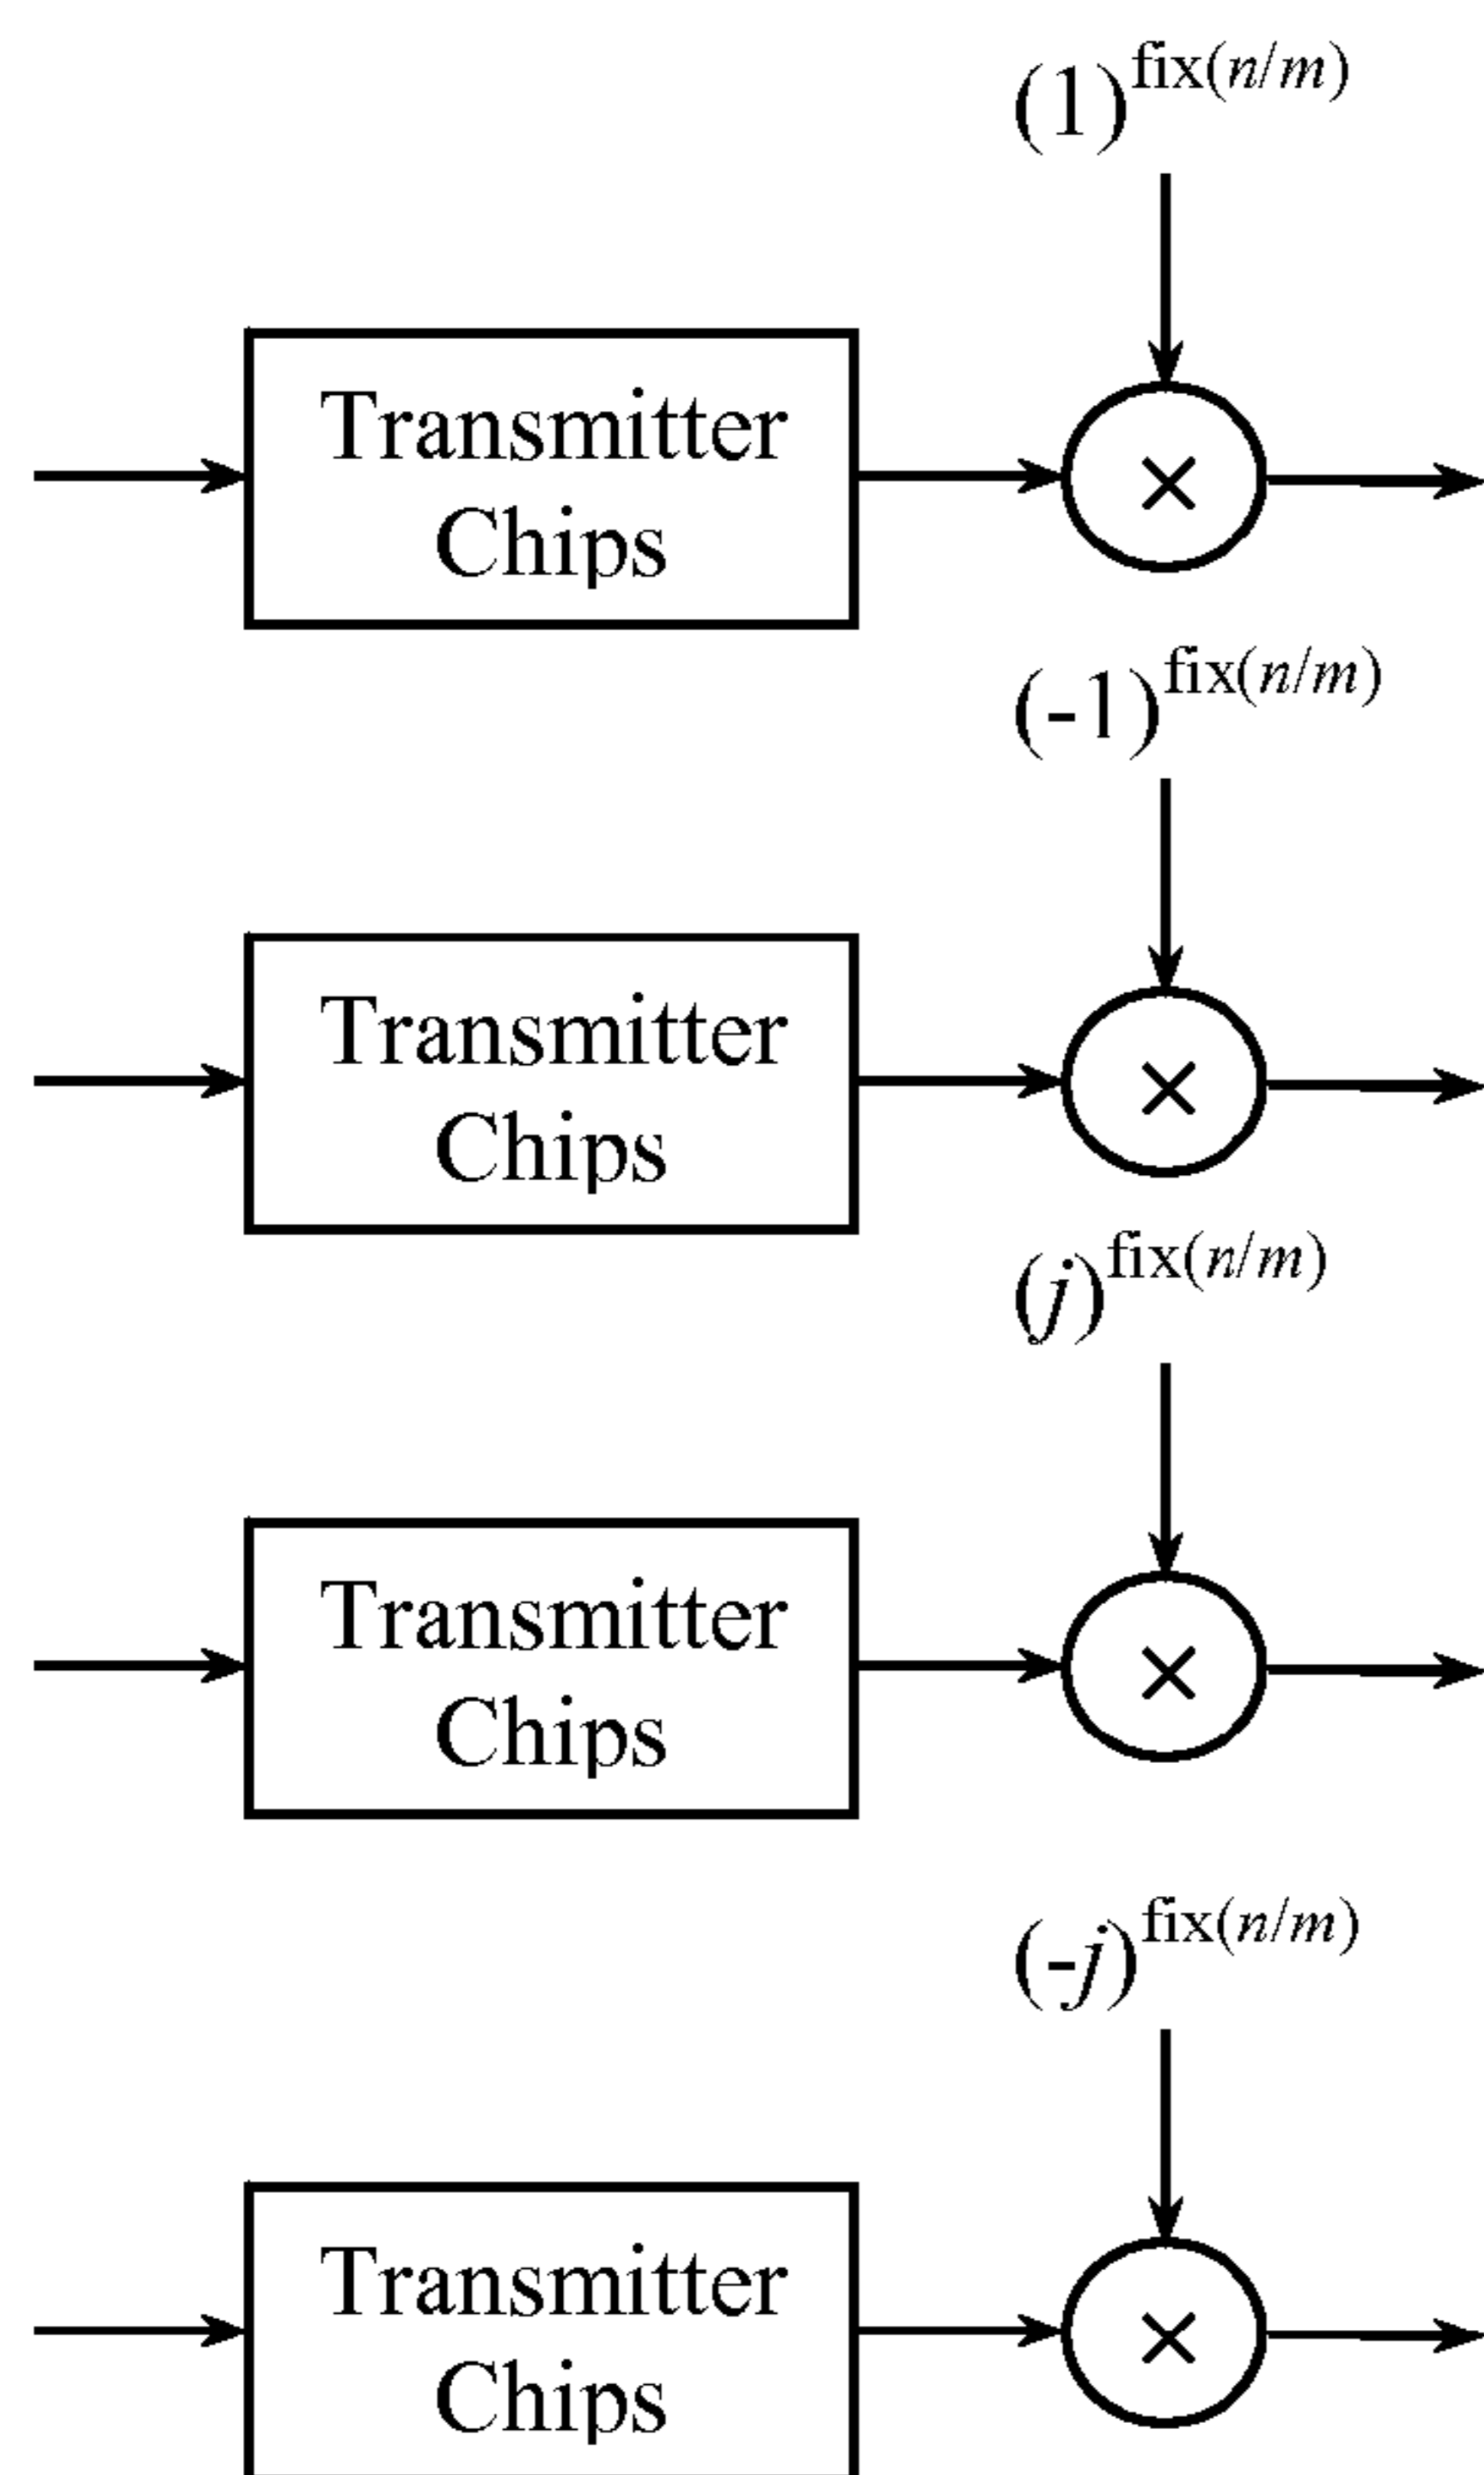 (1)^fix(n/m)
Transmitter
Chips
×
(-1)^fix(n/m)
Transmitter
Chips
×
(j)^fix(n/m)
Transmitter
Chips
×
(-j)^fix(n/m)
Transmitter
Chips
×